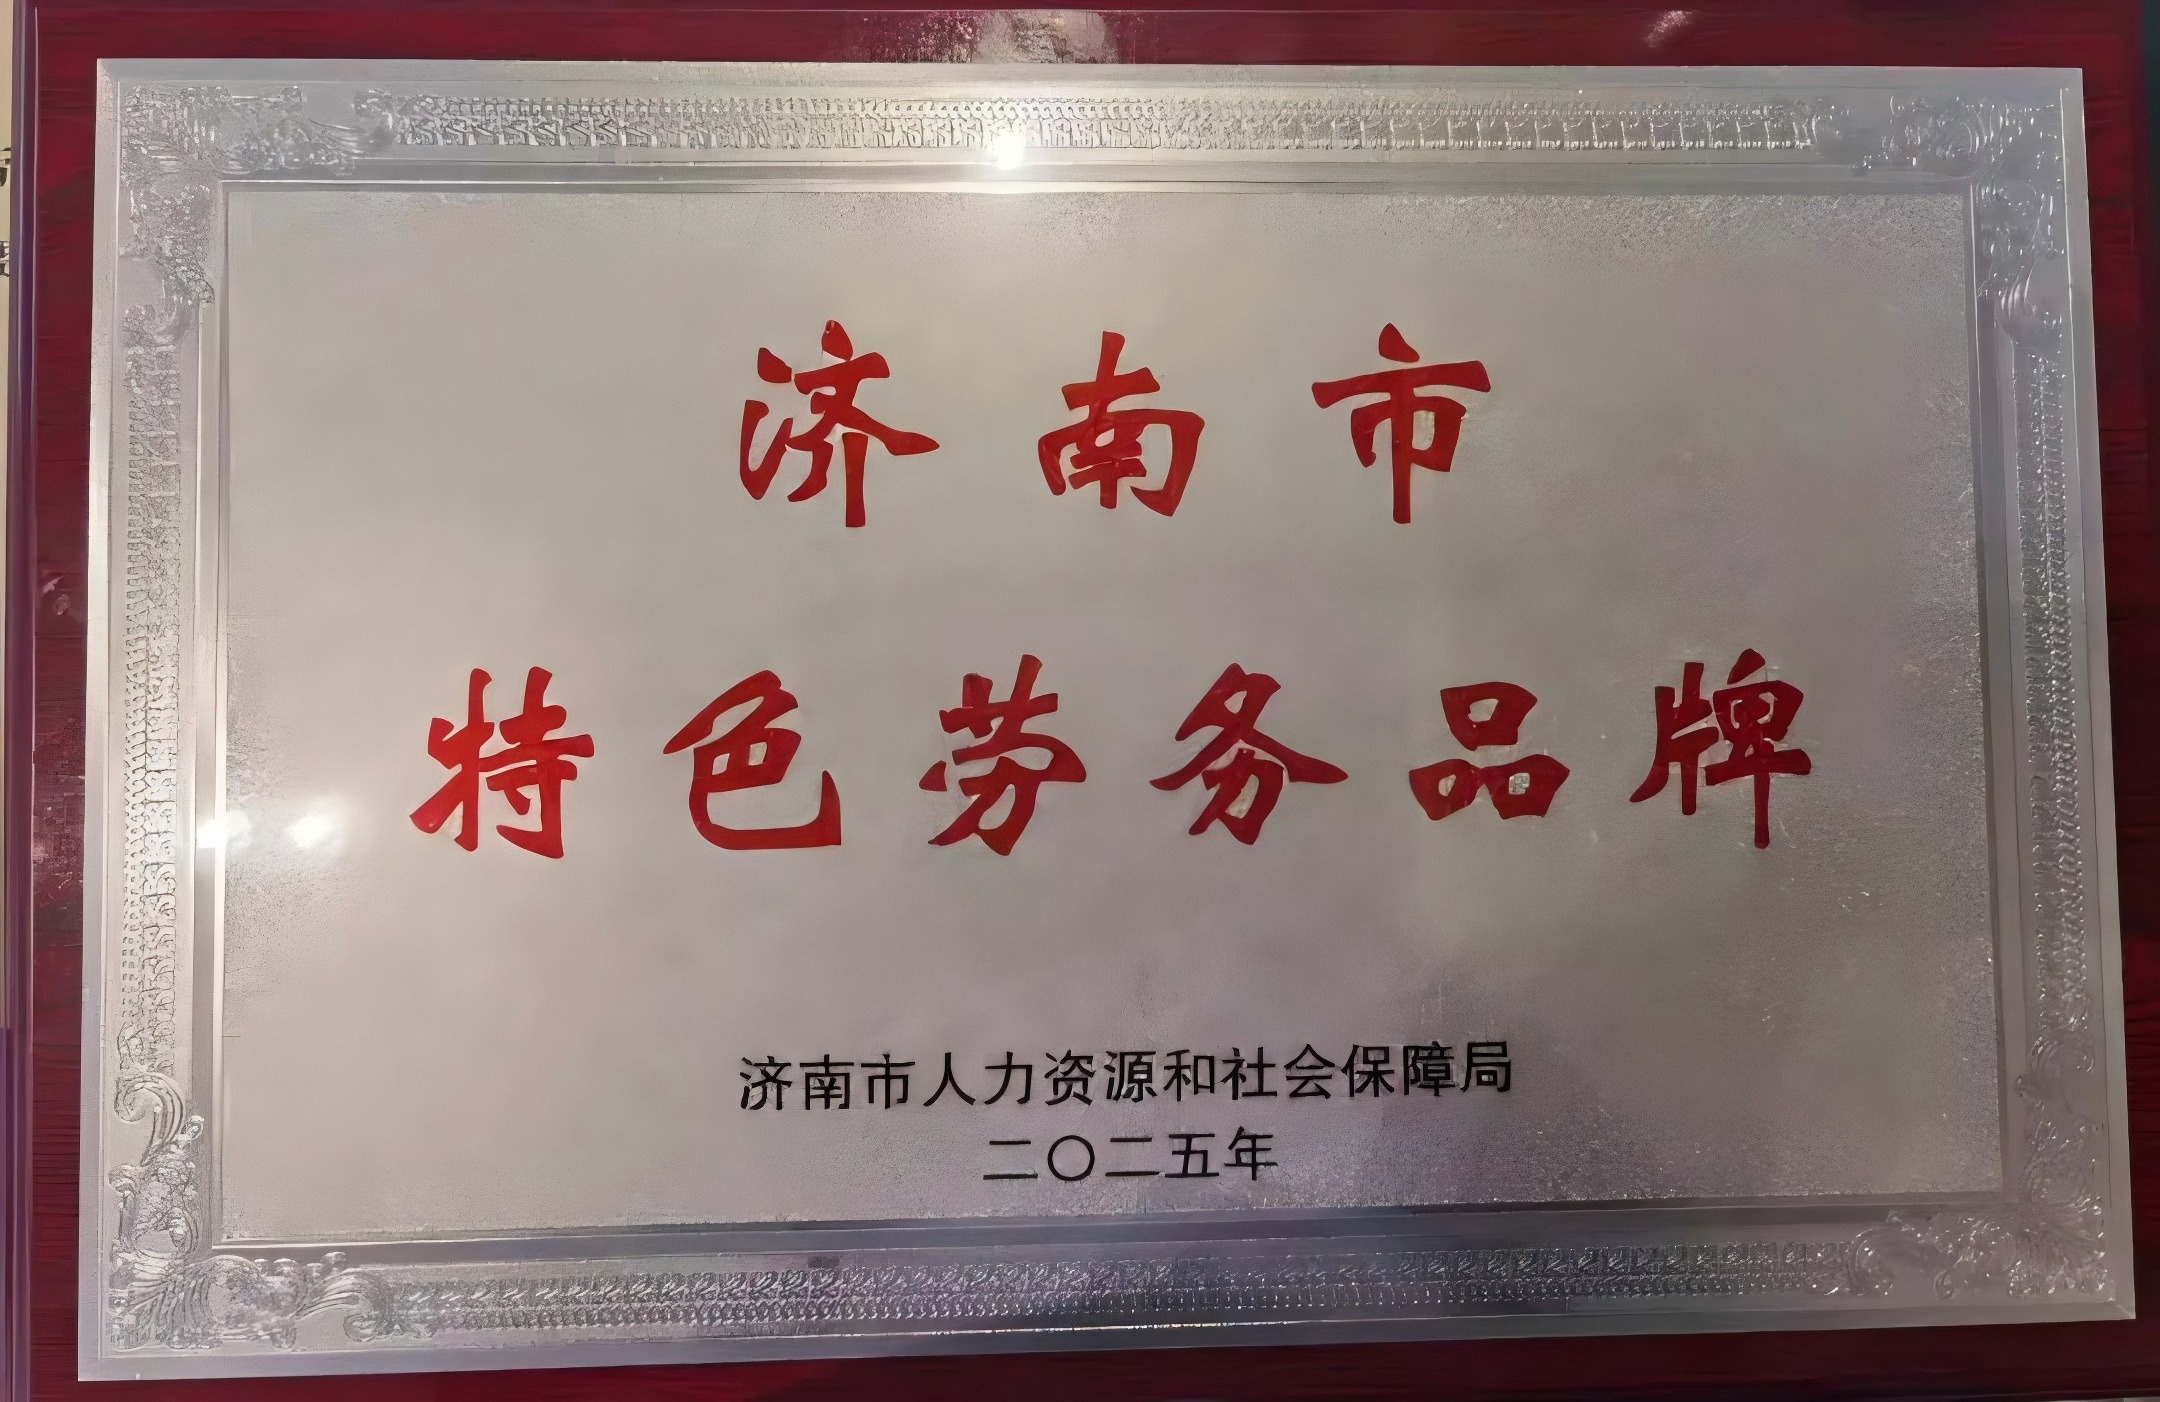 济南市
特色劳务品牌
济南市人力资源和社会保障局
二〇二五年